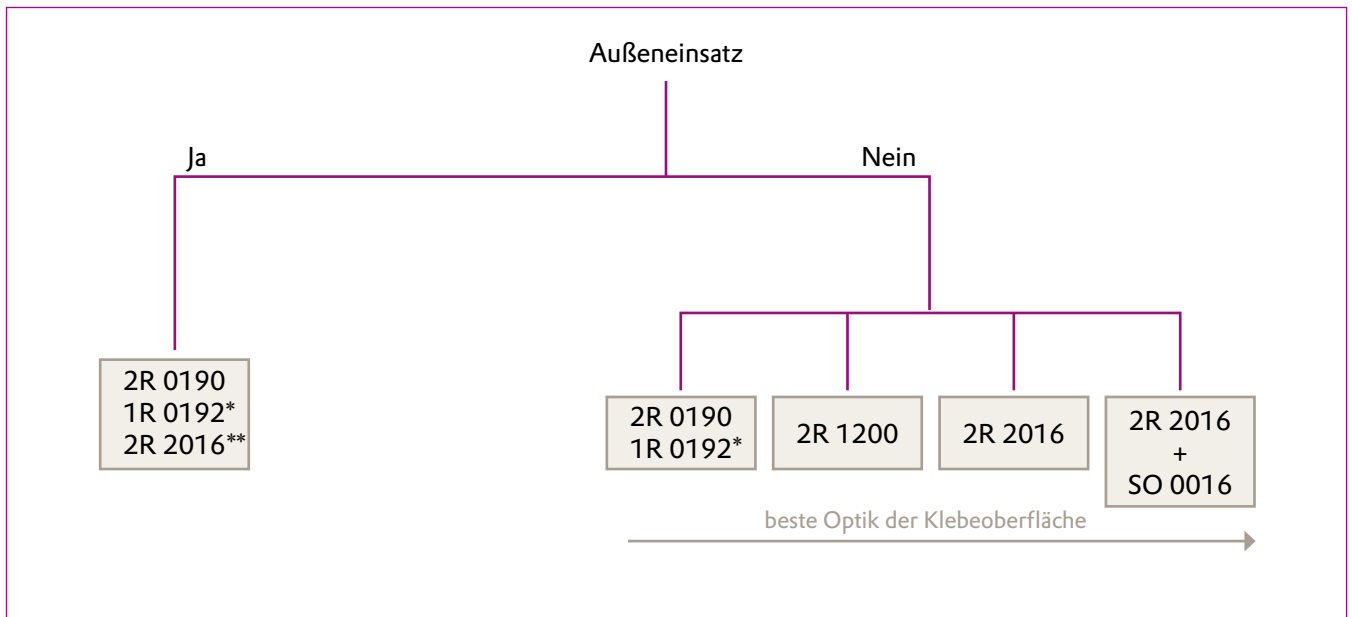 Außeneinsatz
Ja
Nein
2R 0190
1R 0192*
2R 2016**
2R 0190
1R 0192*
2R 1200
2R 2016
2R 2016
+
SO 0016
beste Optik der Klebeoberfläche